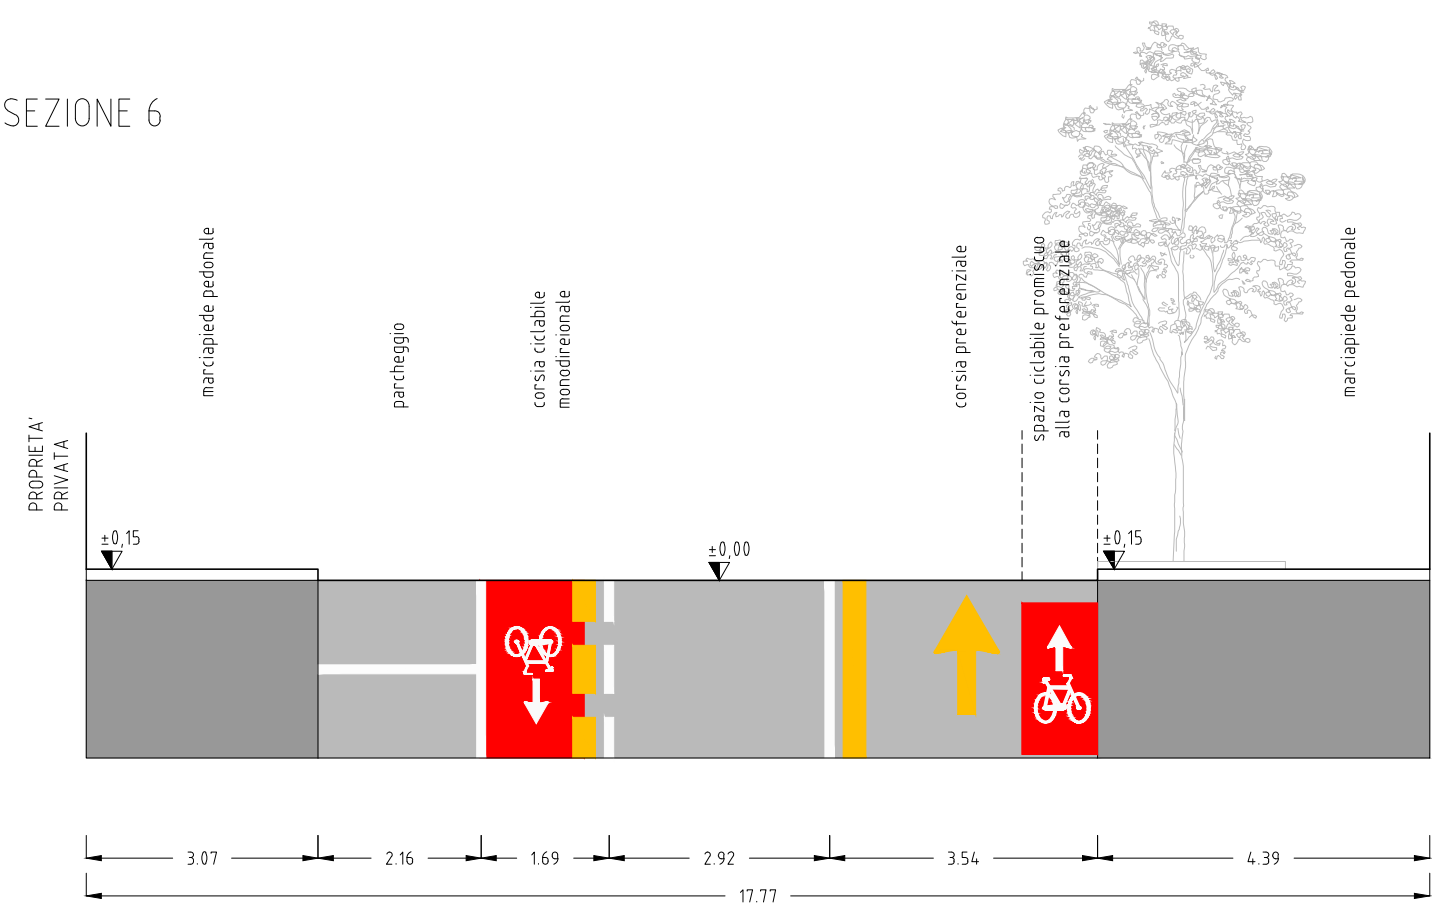 SEZIONE 6
PROPRIETA'
PRIVATA
marciapiede pedonale
parcheggio
corsia ciclabile
monodireionale
corsia preferenziale
spazio ciclabile promiscuo
alla corsia preferenziale
marciapiede pedonale
±0,15
±0,00
±0,15
3.07
2.16
1.69
2.92
3.54
4.39
17.77